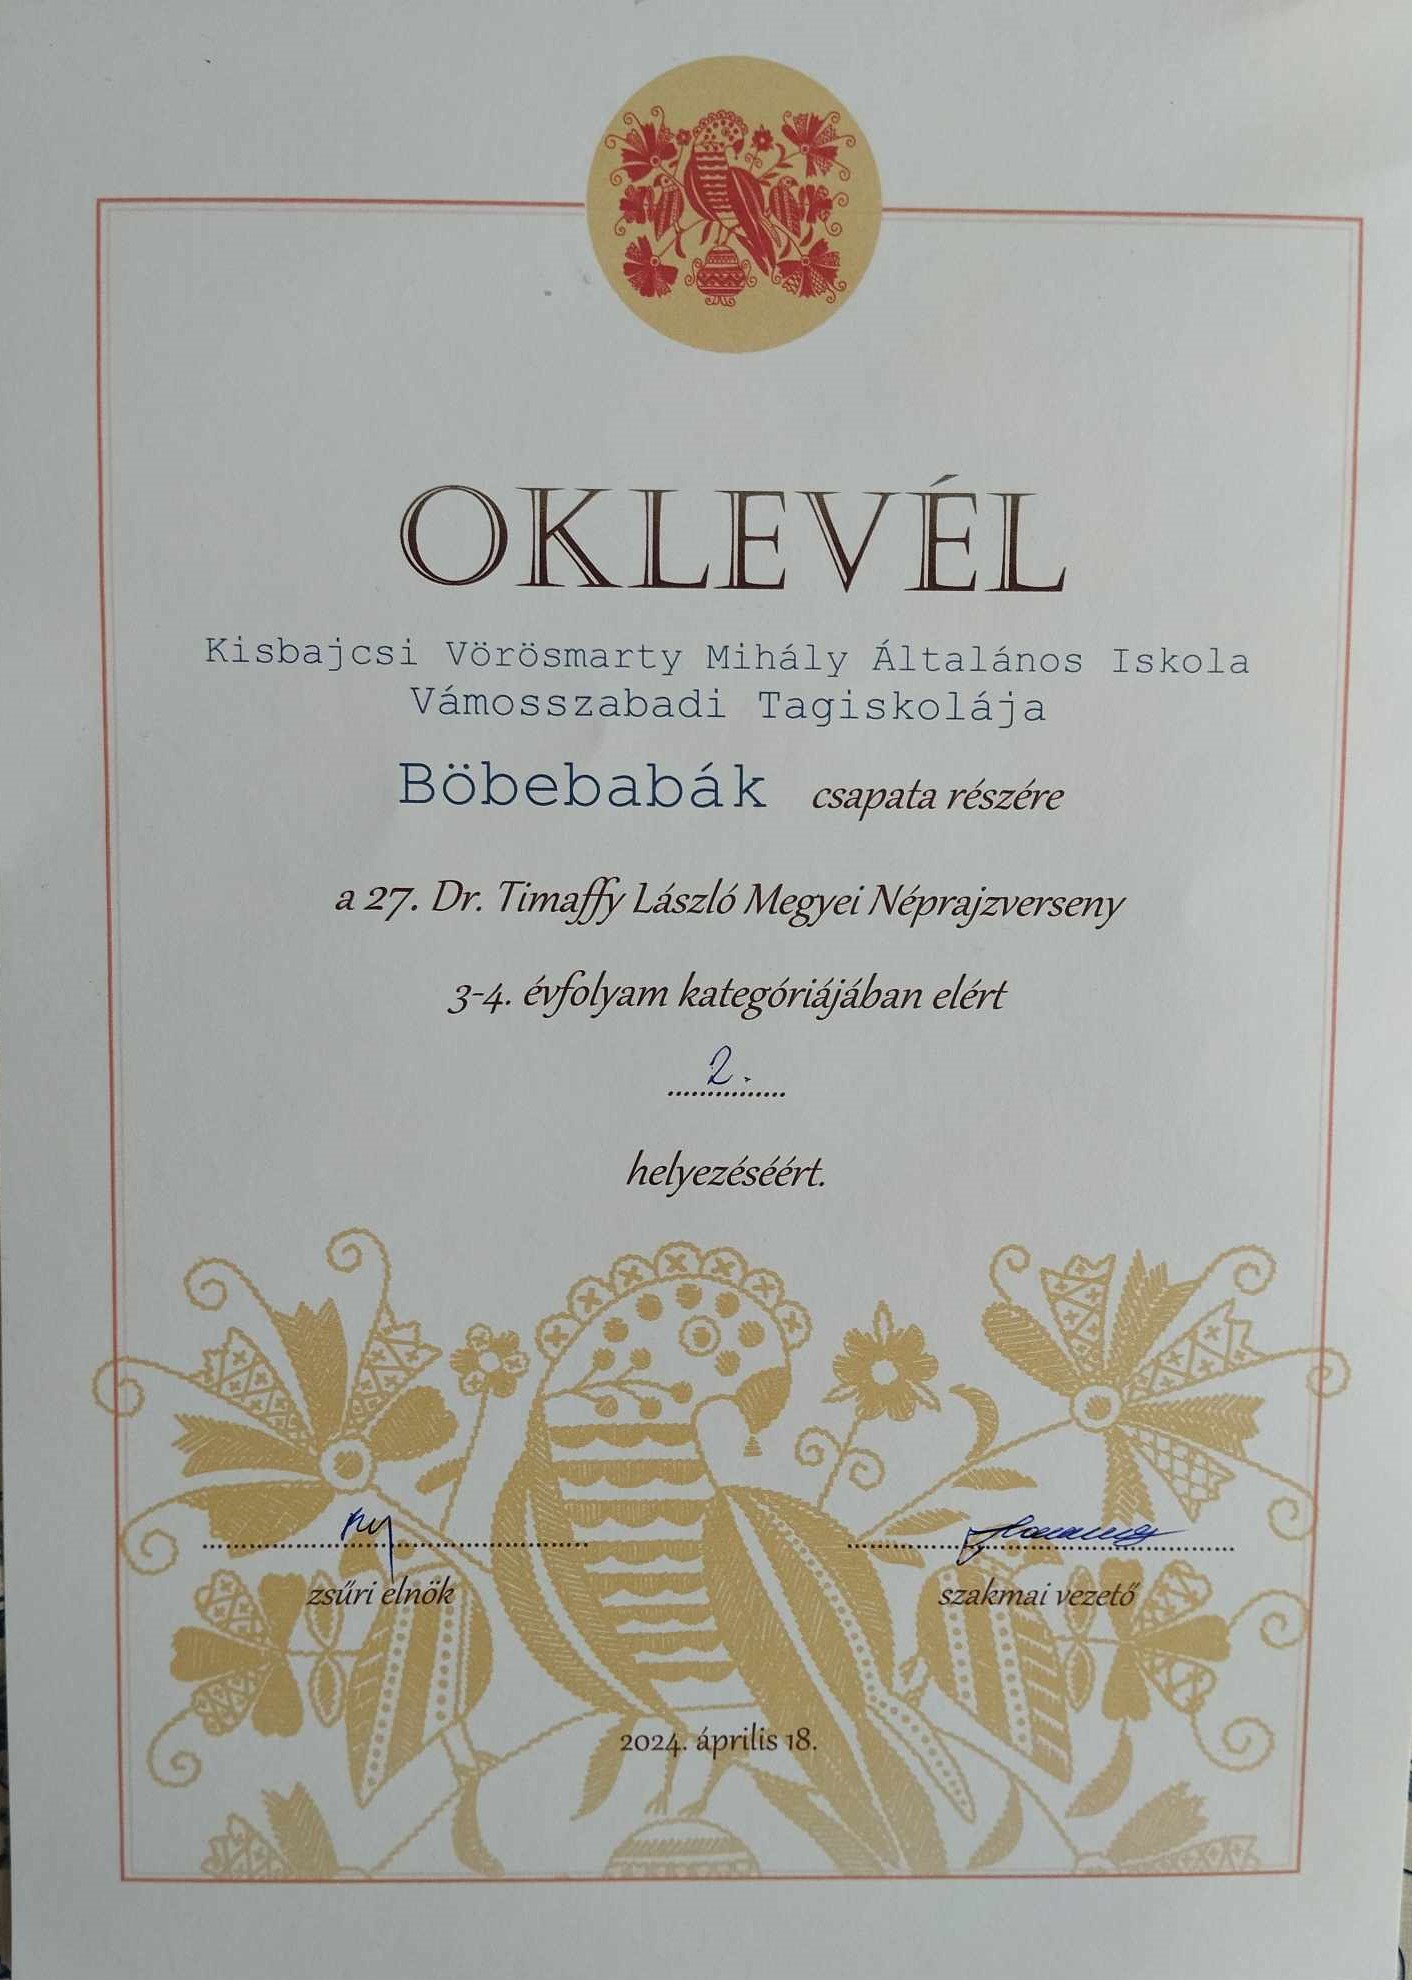 OKLEVÉL
Kisbajcsi Vörösmarty Mihály Általános Iskola
Vámosszabadi Tagiskolája
Böbebabák csapata részére
a 27. Dr. Timaffy László Megyei Néprajzverseny
3-4. évfolyam kategóriájában elért
2.
helyezéséért.
zsűri elnök szakmai vezető
2024. április 18.